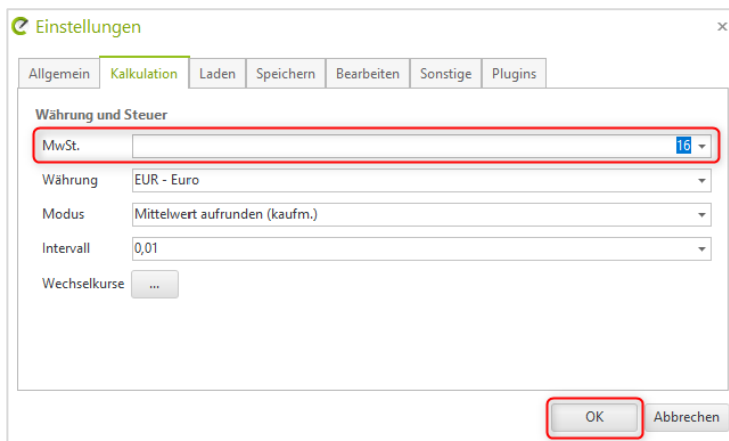 Einstellungen
Allgemein Kalkulation Laden Speichern Bearbeiten Sonstige Plugins
Währung und Steuer
MwSt. 16
Währung EUR - Euro
Modus Mittelwert aufrunden (kaufm.)
Intervall 0,01
Wechselkurse ...
OK Abbrechen